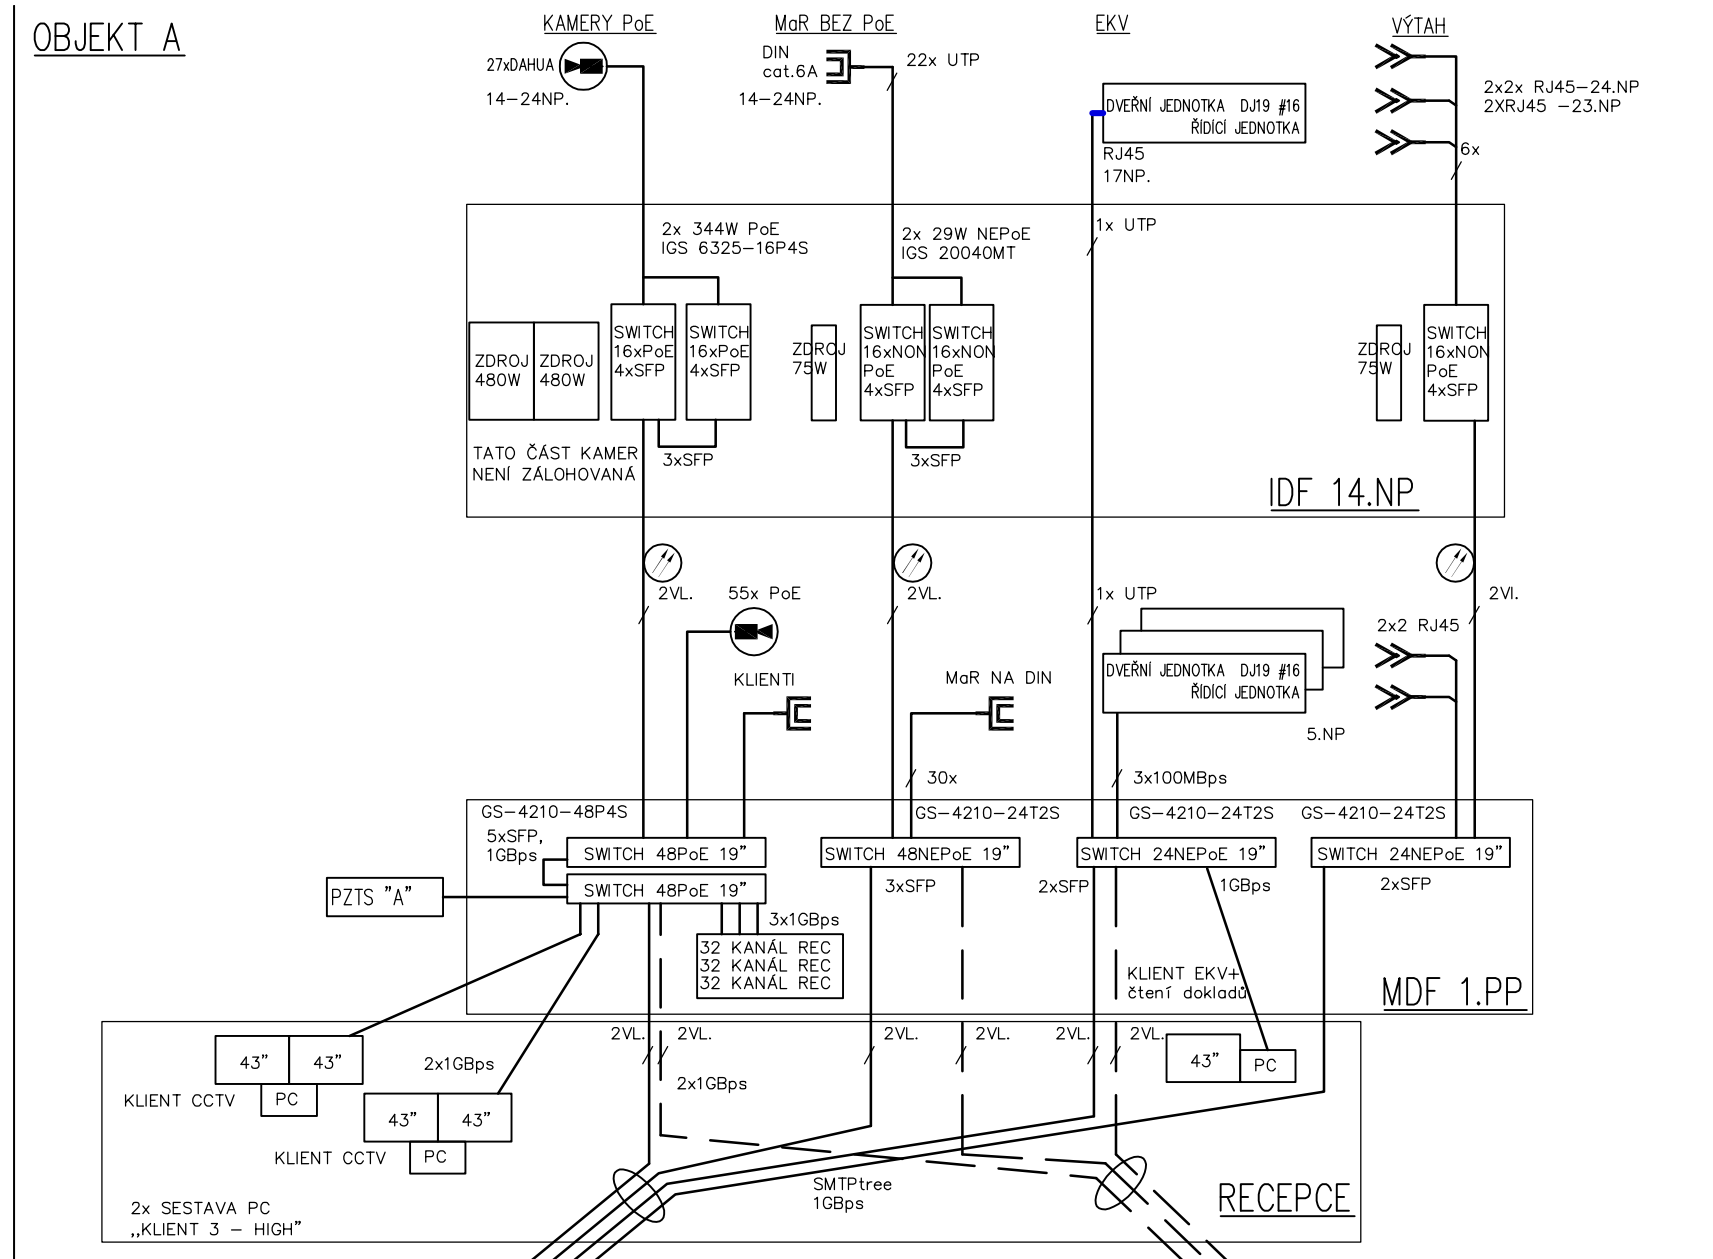 OBJEKT A
KAMERY PoE
27xDAHUA
14-24NP.
MaR BEZ PoE
DIN
cat.6A
14-24NP.
22x UTP
EKV
DVEŘNÍ JEDNOTKA DJ19 #16
ŘÍDÍCÍ JEDNOTKA
RJ45
17NP.
VÝTAH
2x2x RJ45-24.NP
2XRJ45 -23.NP
6x
2x 344W PoE
IGS 6325-16P4S
2x 29W NEPoE
IGS 20040MT
1x UTP
ZDROJ
480W
ZDROJ
480W
SWITCH
16xPoE
4xSFP
SWITCH
16xPoE
4xSFP
ZDROJ
75W
SWITCH
16xNON
PoE
4xSFP
SWITCH
16xNON
PoE
4xSFP
ZDROJ
75W
SWITCH
16xNON
PoE
4xSFP
TATO ČÁST KAMER
NENÍ ZÁLOHOVANÁ
3xSFP
3xSFP
IDF 14.NP
2VL.
55x PoE
2VL.
1x UTP
2VI.
2x2 RJ45
KLIENTI
MaR NA DIN
DVEŘNÍ JEDNOTKA DJ19 #16
ŘÍDÍCÍ JEDNOTKA
5.NP
30x
3x100MBps
GS-4210-48P4S
GS-4210-24T2S
GS-4210-24T2S
GS-4210-24T2S
5xSFP,
1GBps
SWITCH 48PoE 19"
SWITCH 48NEPoE 19"
SWITCH 24NEPoE 19"
SWITCH 24NEPoE 19"
SWITCH 48PoE 19"
3xSFP
2xSFP
1GBps
2xSFP
PZTS "A"
3x1GBps
32 KANÁL REC
32 KANÁL REC
32 KANÁL REC
KLIENT EKV+
čtení dokladů
MDF 1.PP
2VL.
2VL.
2VL.
2VL.
2VL.
2VL.
43"
43"
PC
KLIENT CCTV
2x1GBps
2x1GBps
43"
PC
43"
43"
PC
KLIENT CCTV
SMTPtree
1GBps
2x SESTAVA PC
„KLIENT 3 - HIGH"
RECEPCE